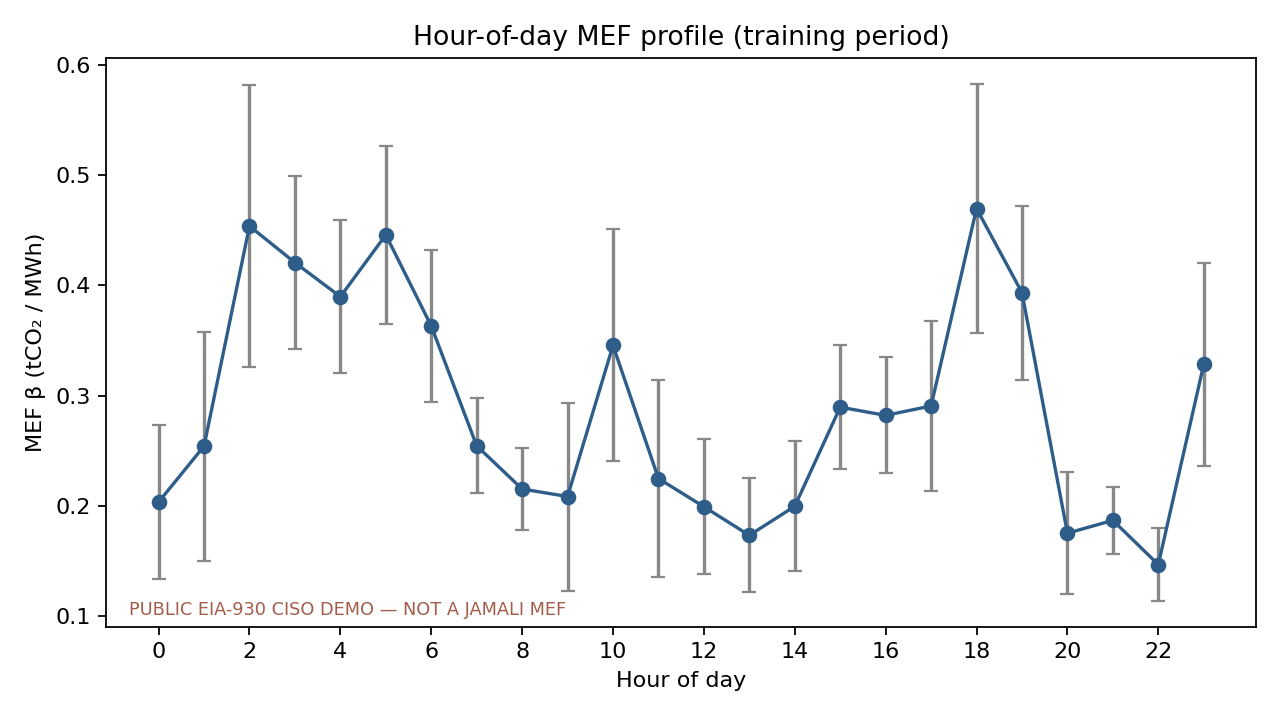 Hour-of-day MEF profile (training period)
MEF β (tCO₂ / MWh)
0.6
0.5
0.4
0.3
0.2
0.1
PUBLIC EIA-930 CISO DEMO — NOT A JAMALI MEF
0 2 4 6 8 10 12 14 16 18 20 22
Hour of day